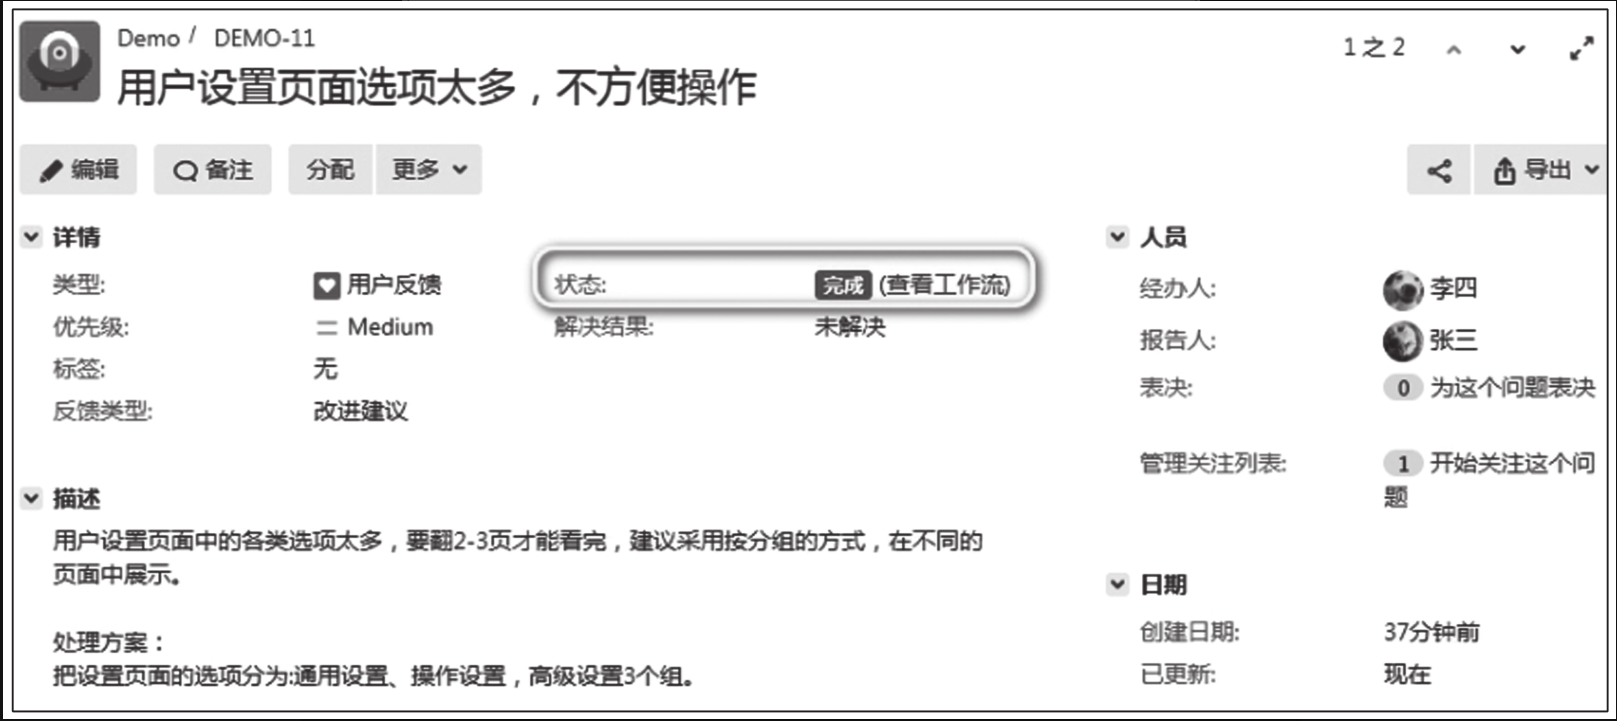 Demo / DEMO-11
1 之 2
用户设置页面选项太多，不方便操作
编辑 备注 分配 更多
导出
详情
类型: 用户反馈
状态: 完成 (查看工作流)
优先级: Medium
解决结果: 未解决
标签: 无
反馈类型: 改进建议
描述
用户设置页面中的各类选项太多，要翻2-3页才能看完，建议采用按分组的方式，在不同的
页面中展示。
处理方案：
把设置页面的选项分为:通用设置、操作设置，高级设置3个组。
人员
经办人: 李四
报告人: 张三
表决: 0 为这个问题表决
管理关注列表: 1 开始关注这个问
题
日期
创建日期: 37分钟前
已更新: 现在